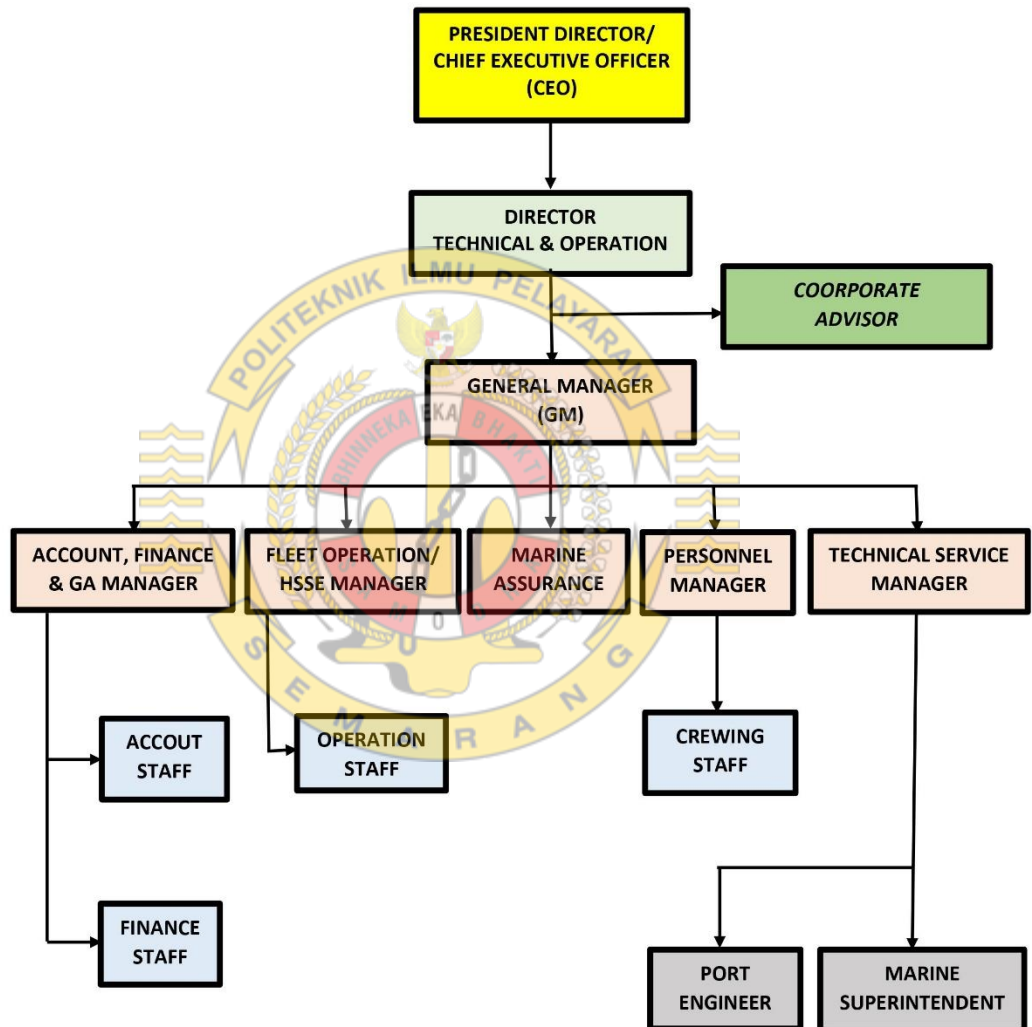 PRESIDENT DIRECTOR/
CHIEF EXECUTIVE OFFICER
(CEO)
DIRECTOR
TECHNICAL & OPERATION
COORPORATE
ADVISOR
POLITEKNIK ILMU PELAYARAN
GENERAL MANAGER
(GM)
BHINNEKA EKA BHAKTI
ACCOUNT, FINANCE
& GA MANAGER
FLEET OPERATION/
HSSE MANAGER
MARINE
ASSURANCE
PERSONNEL
MANAGER
TECHNICAL SERVICE
MANAGER
SEMARANG
ACCOUT
STAFF
OPERATION
STAFF
CREWING
STAFF
FINANCE
STAFF
PORT
ENGINEER
MARINE
SUPERINTENDENT